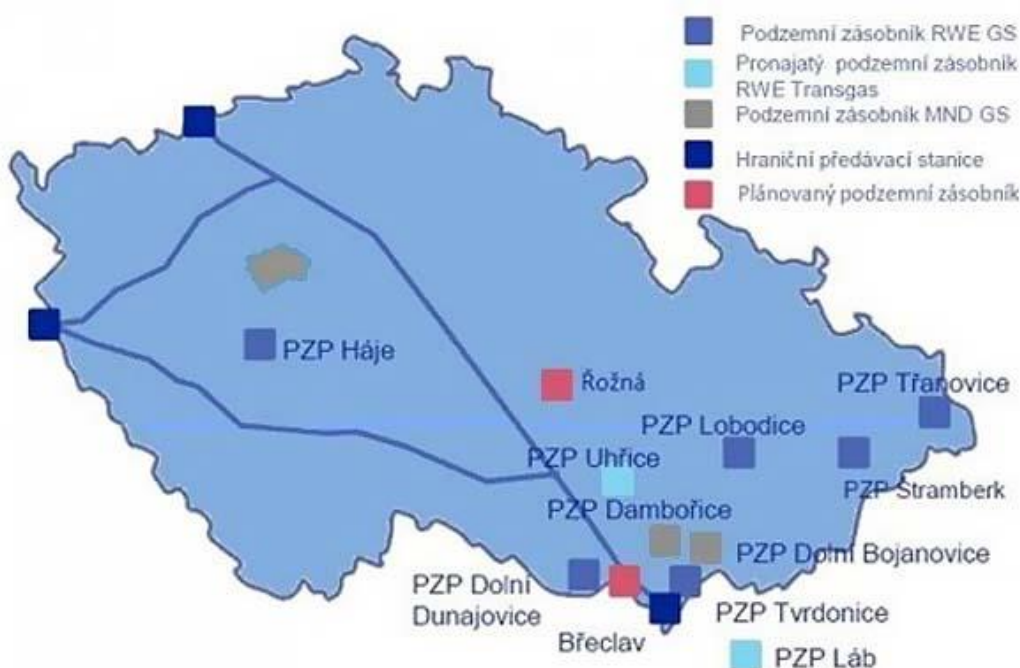 Podzemní zásobník RWE GS
Pronajatý podzemní zásobník
RWE Transgas
Podzemní zásobník MND GS
Hraniční předávací stanice
Plánovaný podzemní zásobník
PZP Háje
Řožná
PZP Třanovice
PZP Lobodice
PZP Uhřice
PZP Štramberk
PZP Dambořice
PZP Dolní Bojanovice
PZP Dolní
Dunajovice
PZP Tvrdonice
Břeclav
PZP Láb